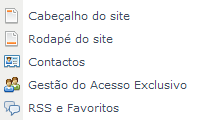 Cabeçalho do site
Rodapé do site
Contactos
Gestão do Acesso Exclusivo
RSS e Favoritos